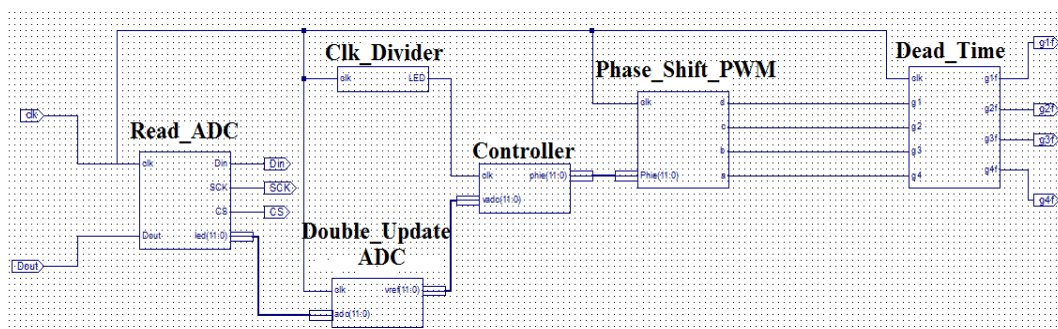 Clk_Divider
clk LED
Phase_Shift_PWM
clk d
c
b
Phie(11:0) a
Dead_Time
clk g1f
g1 g2f
g2
g3 g3f
g4 g4f
g1f
g2f
g3f
g4f
clk
Read_ADC
clk Din
SCK
CS
Dout led(11:0)
Din
SCK
CS
Dout
Controller
clk phie(11:0)
vadc(11:0)
Double_Update
ADC
clk vref(11:0)
adc(11:0)